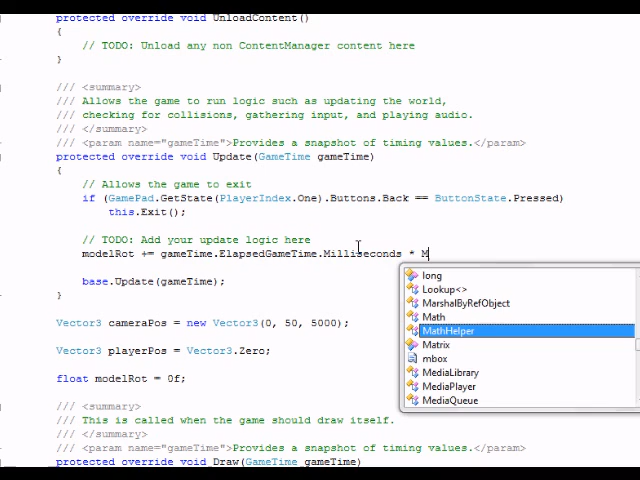 protected override void UnloadContent()
{
// TODO: Unload any non ContentManager content here
}
/// <summary>
/// Allows the game to run logic such as updating the world,
/// checking for collisions, gathering input, and playing audio.
/// </summary>
/// <param name="gameTime">Provides a snapshot of timing values.</param>
protected override void Update(GameTime gameTime)
{
// Allows the game to exit
if (GamePad.GetState(PlayerIndex.One).Buttons.Back == ButtonState.Pressed)
this.Exit();
// TODO: Add your update logic here
modelRot += gameTime.ElapsedGameTime.Milliseconds * M
long
Lookup<>
MarshalByRefObject
Math
MathHelper
Matrix
mbox
MediaLibrary
MediaPlayer
MediaQueue
base.Update(gameTime);
}
Vector3 cameraPos = new Vector3(0, 50, 5000);
Vector3 playerPos = Vector3.Zero;
float modelRot = 0f;
/// <summary>
/// This is called when the game should draw itself.
/// </summary>
/// <param name="gameTime">Provides a snapshot of timing values.</param>
protected override void Draw(GameTime gameTime)